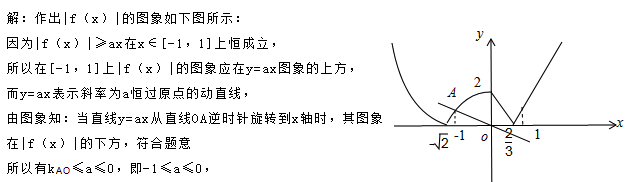 解：作出|f（x）|的图象如下图所示：
因为|f（x）|≥ax在x∈[-1，1]上恒成立，
所以在[-1，1]上|f（x）|的图象应在y=ax图象的上方，
而y=ax表示斜率为a恒过原点的动直线，
由图象知：当直线y=ax从直线OA逆时针旋转到x轴时，其图象
在|f（x）|的下方，符合题意
所以有kAO≤a≤0，即-1≤a≤0，
y
2
A
-√2 -1 o 2/3 1 x